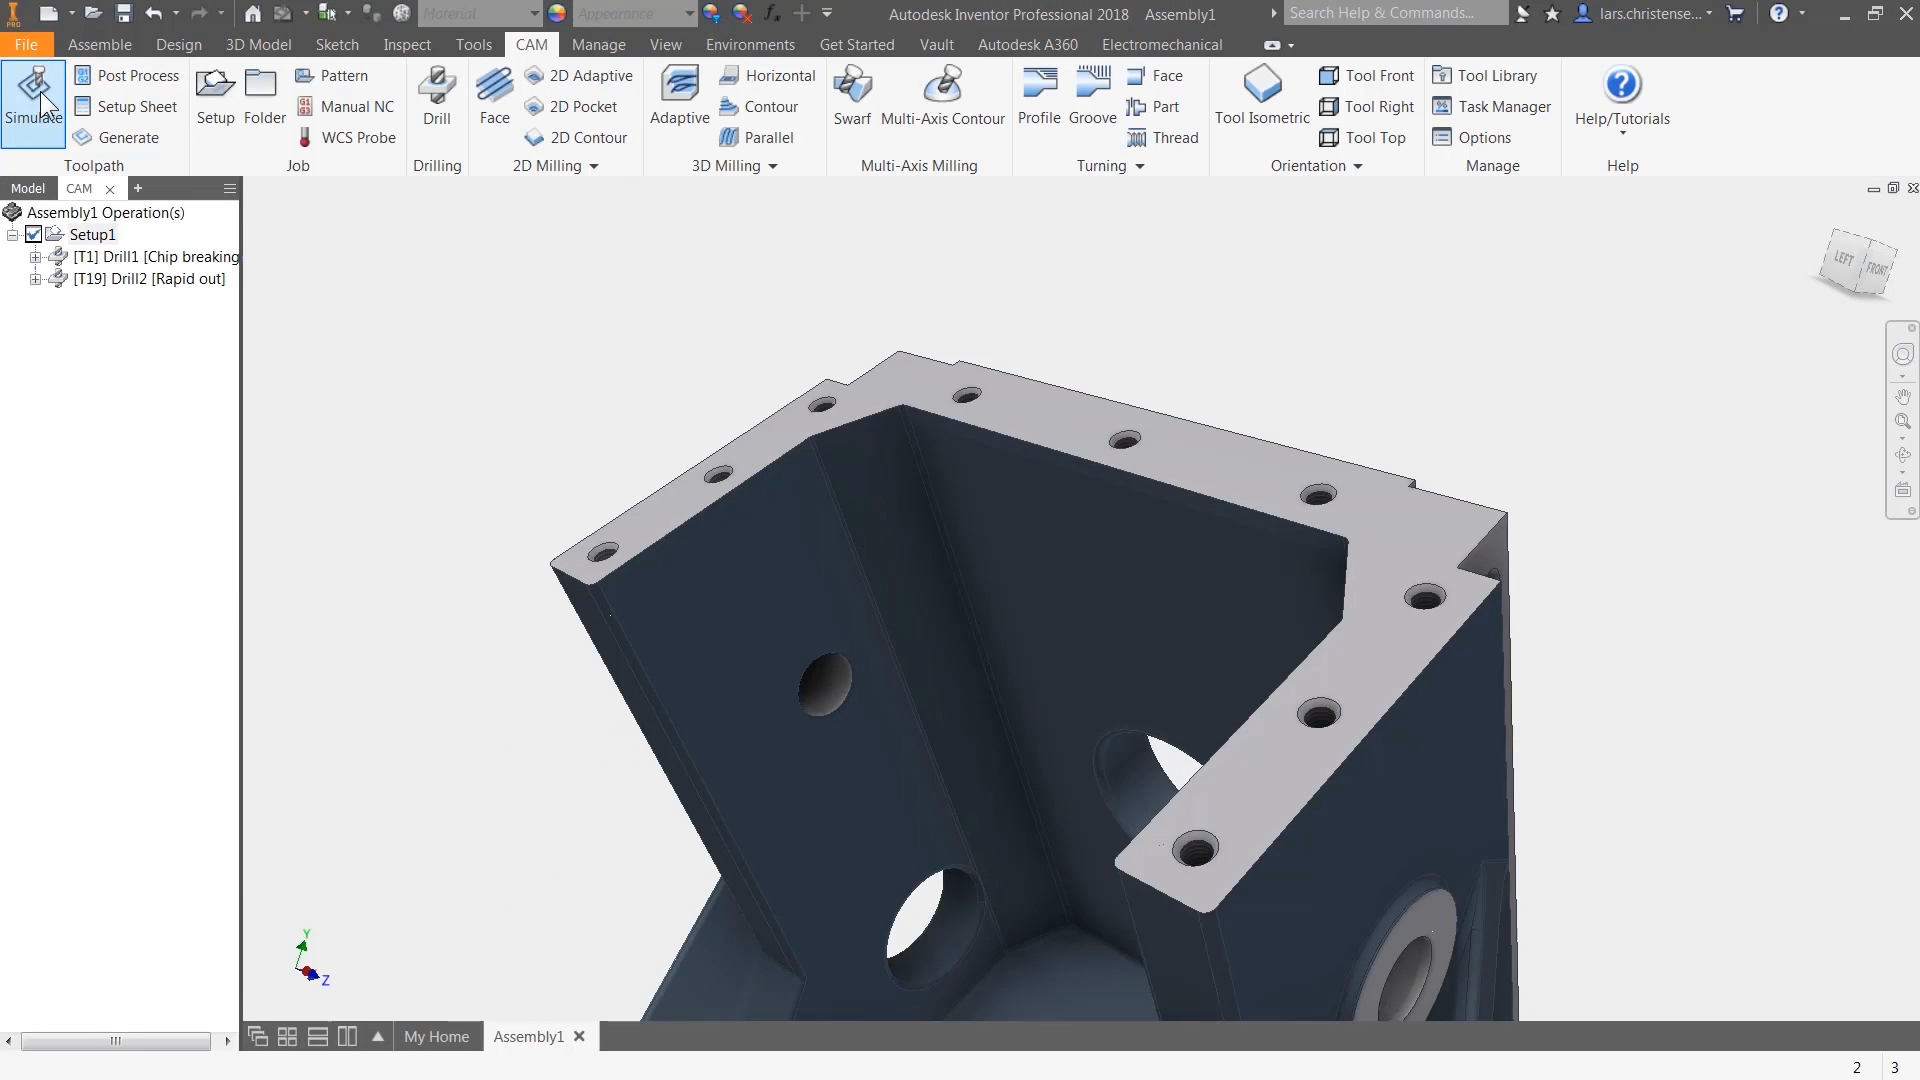 PRO
Material
Appearance
Autodesk Inventor Professional 2018 Assembly1
Search Help & Commands...
lars.christense...
File
Assemble
Design
3D Model
Sketch
Inspect
Tools
CAM
Manage
View
Environments
Get Started
Vault
Autodesk A360
Electromechanical
Simulate
Post Process
Setup Sheet
Generate
Toolpath
Setup
Folder
Pattern
Manual NC
WCS Probe
Job
Drill
Drilling
Face
2D Adaptive
2D Pocket
2D Contour
2D Milling
Adaptive
Horizontal
Contour
Parallel
3D Milling
Swarf
Multi-Axis Contour
Multi-Axis Milling
Profile
Groove
Face
Part
Thread
Turning
Tool Isometric
Tool Front
Tool Right
Tool Top
Orientation
Tool Library
Task Manager
Options
Manage
Help/Tutorials
Help
Model
CAM
Assembly1 Operation(s)
Setup1
[T1] Drill1 [Chip breaking
[T19] Drill2 [Rapid out]
LEFT
FRONT
Y
Z
My Home
Assembly1
2
3